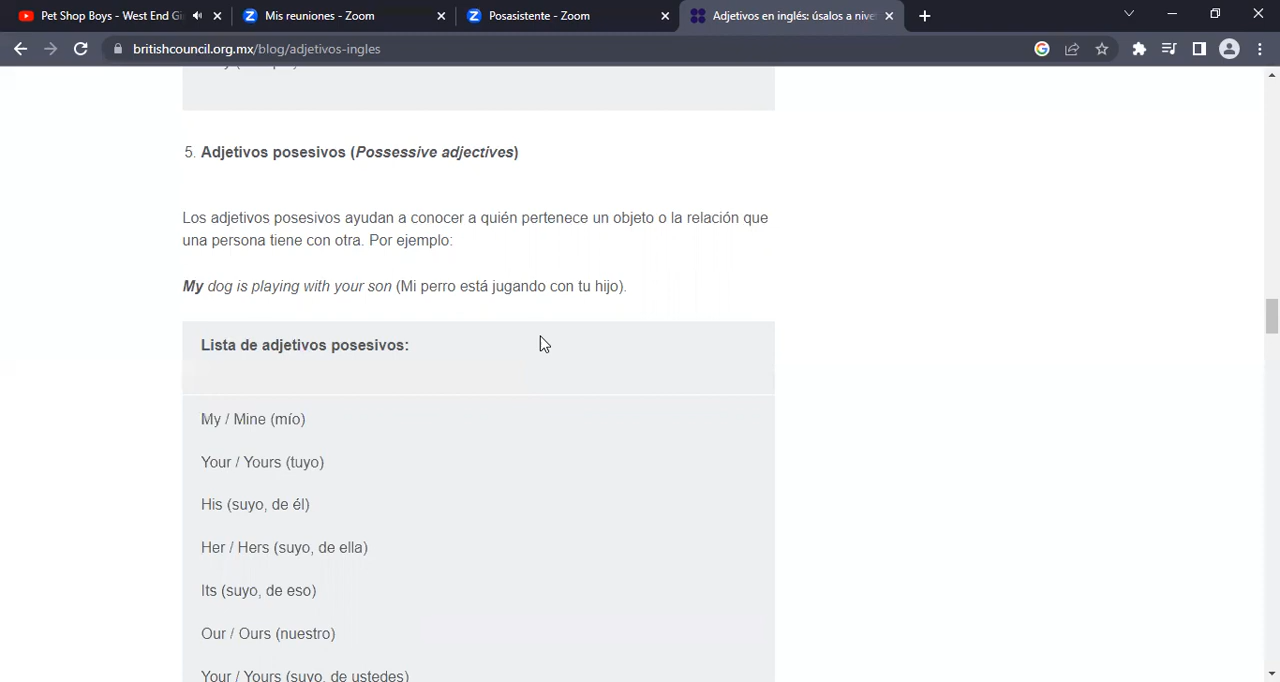 Pet Shop Boys - West End Gi
Mis reuniones - Zoom
Posasistente - Zoom
Adjetivos en inglés: úsalos a nive
britishcouncil.org.mx/blog/adjetivos-ingles
5. Adjetivos posesivos (Possessive adjectives)
Los adjetivos posesivos ayudan a conocer a quién pertenece un objeto o la relación que
una persona tiene con otra. Por ejemplo:
My dog is playing with your son (Mi perro está jugando con tu hijo).
Lista de adjetivos posesivos:
My / Mine (mío)
Your / Yours (tuyo)
His (suyo, de él)
Her / Hers (suyo, de ella)
Its (suyo, de eso)
Our / Ours (nuestro)
Your / Yours (suyo, de ustedes)